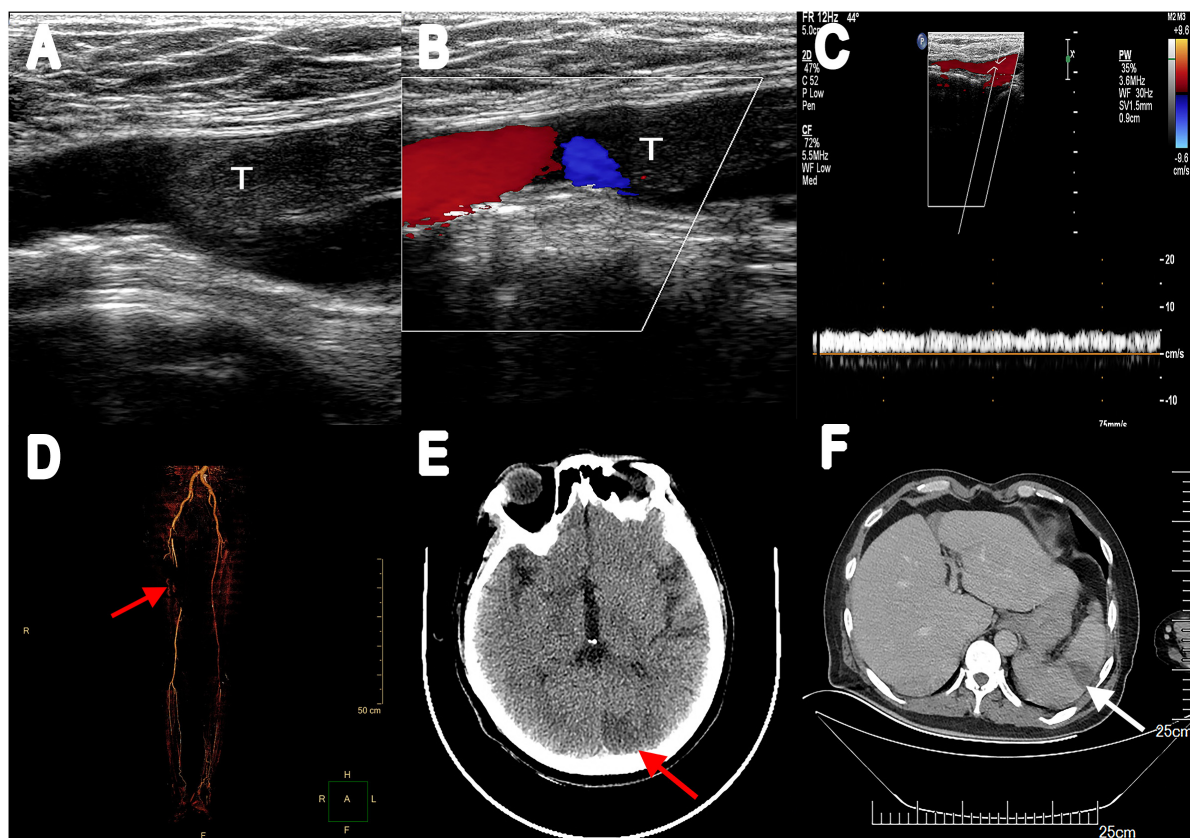 A
T
B
T
C
FR 12Hz 44°
5.0cm
2D
47%
C 52
P Low
Pen
CF
72%
5.5MHz
WF Low
Med
P
X
PW
35%
3.6MHz
WF 30Hz
SV1.5mm
0.9cm
M2 M3
+9.6
-9.6
cm/s
20
10
cm/s
-10
75mm/s
D
R
50 cm
H
R A L
F
F
E
F
25cm
25cm